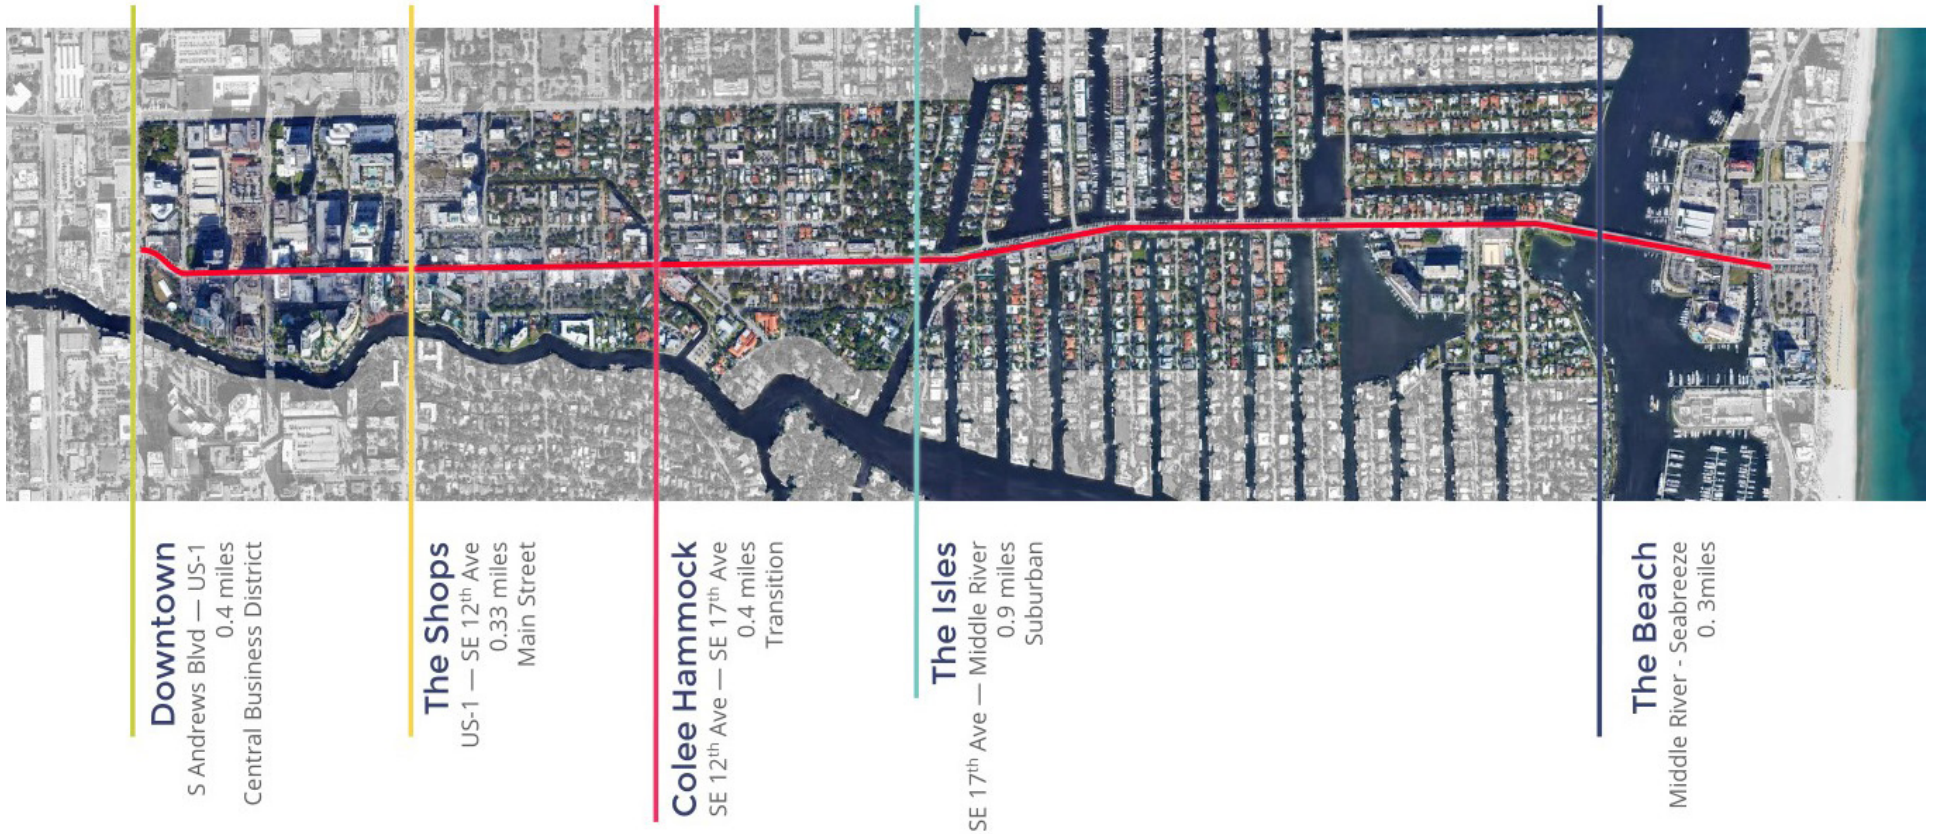 Downtown
S Andrews Blvd — US-1
0.4 miles
Central Business District
The Shops
US-1 — SE 12th Ave
0.33 miles
Main Street
Colee Hammock
SE 12th Ave — SE 17th Ave
0.4 miles
Transition
The Isles
SE 17th Ave — Middle River
0.9 miles
Suburban
The Beach
Middle River - Seabreeze
0. 3miles